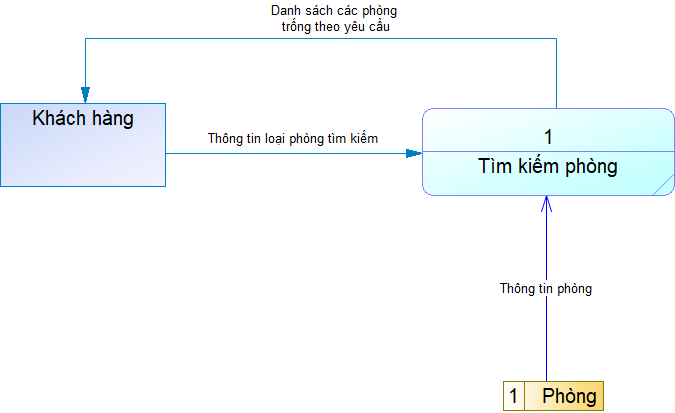 Danh sách các phòng
trống theo yêu cầu
Khách hàng
Thông tin loại phòng tìm kiếm
1
Tìm kiếm phòng
Thông tin phòng
1 Phòng